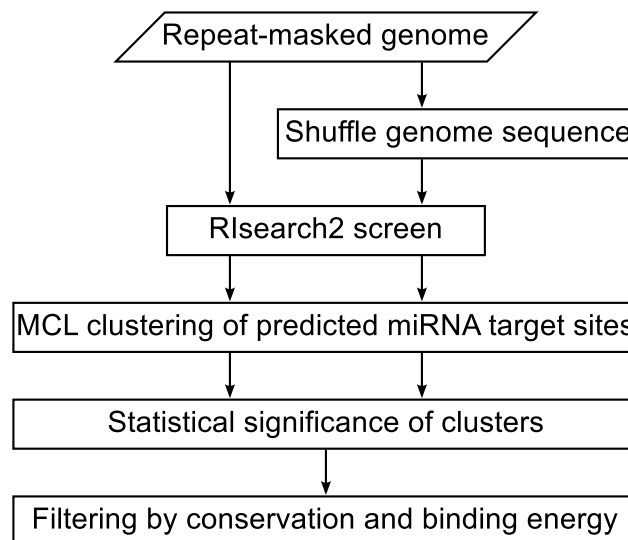 Repeat-masked genome
Shuffle genome sequence
RIsearch2 screen
MCL clustering of predicted miRNA target sites
Statistical significance of clusters
Filtering by conservation and binding energy